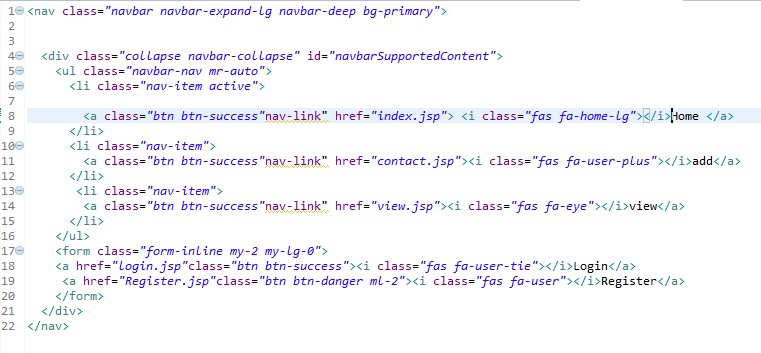 1 <nav class="navbar navbar-expand-lg navbar-deep bg-primary">
2
3
4 <div class="collapse navbar-collapse" id="navbarSupportedContent">
5 <ul class="navbar-nav mr-auto">
6 <li class="nav-item active">
7
8 <a class="btn btn-success"nav-link" href="index.jsp"> <i class="fas fa-home-lg"></i>Home </a>
9 </li>
10 <li class="nav-item">
11 <a class="btn btn-success"nav-link" href="contact.jsp"><i class="fas fa-user-plus"></i>add</a>
12 </li>
13 <li class="nav-item">
14 <a class="btn btn-success"nav-link" href="view.jsp"><i class="fas fa-eye"></i>view</a>
15 </li>
16 </ul>
17 <form class="form-inline my-2 my-lg-0">
18 <a href="login.jsp"class="btn btn-success"><i class="fas fa-user-tie"></i>Login</a>
19 <a href="Register.jsp"class="btn btn-danger ml-2"><i class="fas fa-user"></i>Register</a>
20 </form>
21 </div>
22 </nav>